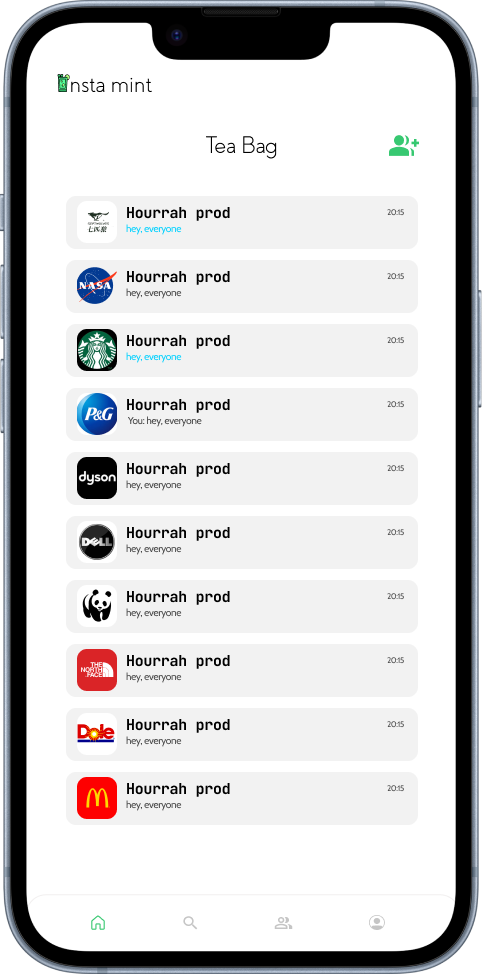 nsta mint
Tea Bag
Hourrah prod
20:15
hey, everyone
七匹狼
Hourrah prod
20:15
hey, everyone
NASA
Hourrah prod
20:15
hey, everyone
Hourrah prod
20:15
You: hey, everyone
P&G
Hourrah prod
20:15
hey, everyone
dyson
Hourrah prod
20:15
hey, everyone
DELL
Hourrah prod
20:15
hey, everyone
Hourrah prod
20:15
hey, everyone
THE
NORTH
FACE
Hourrah prod
20:15
hey, everyone
Dole
Hourrah prod
20:15
hey, everyone